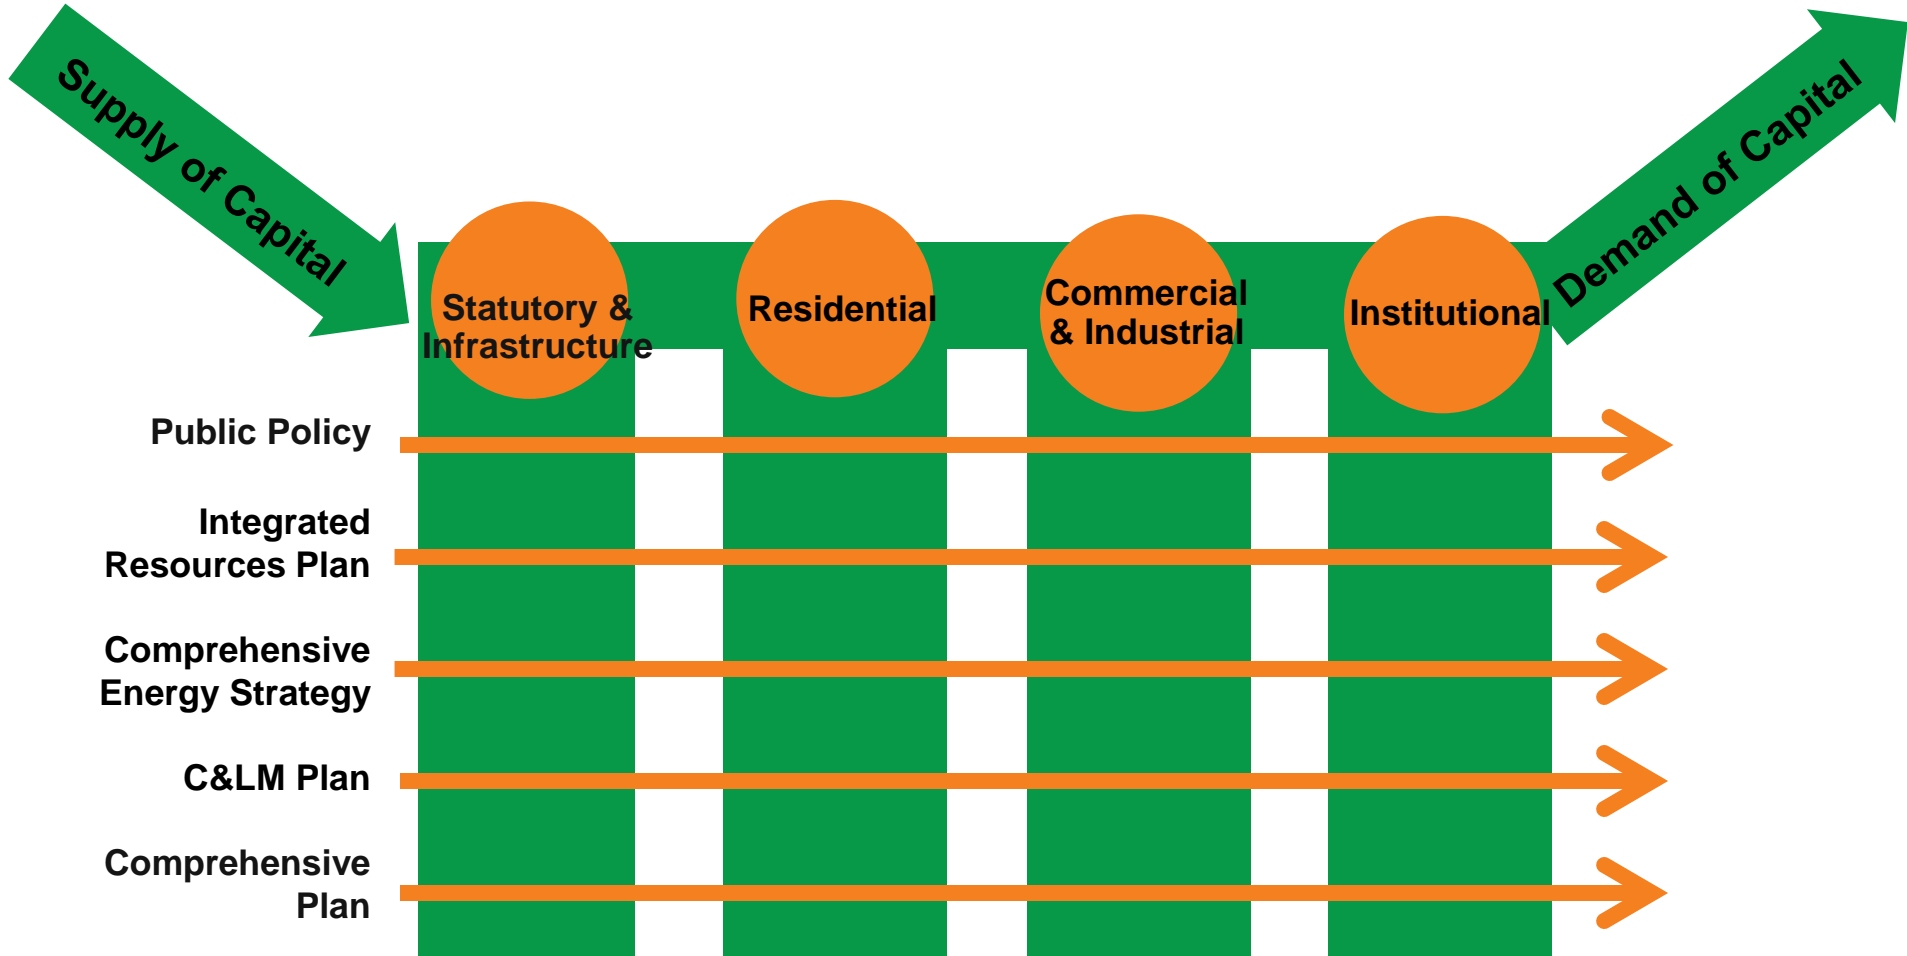 Supply of Capital
Demand of Capital
Statutory &
Infrastructure
Residential
Commercial
& Industrial
Institutional
Public Policy
Integrated
Resources Plan
Comprehensive
Energy Strategy
C&LM Plan
Comprehensive
Plan